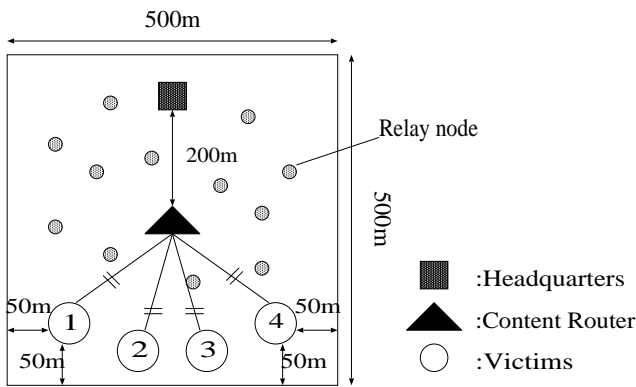 500m
Relay node
200m
500m
50m
50m
1
2
3
4
50m
50m
:Headquarters
:Content Router
:Victims